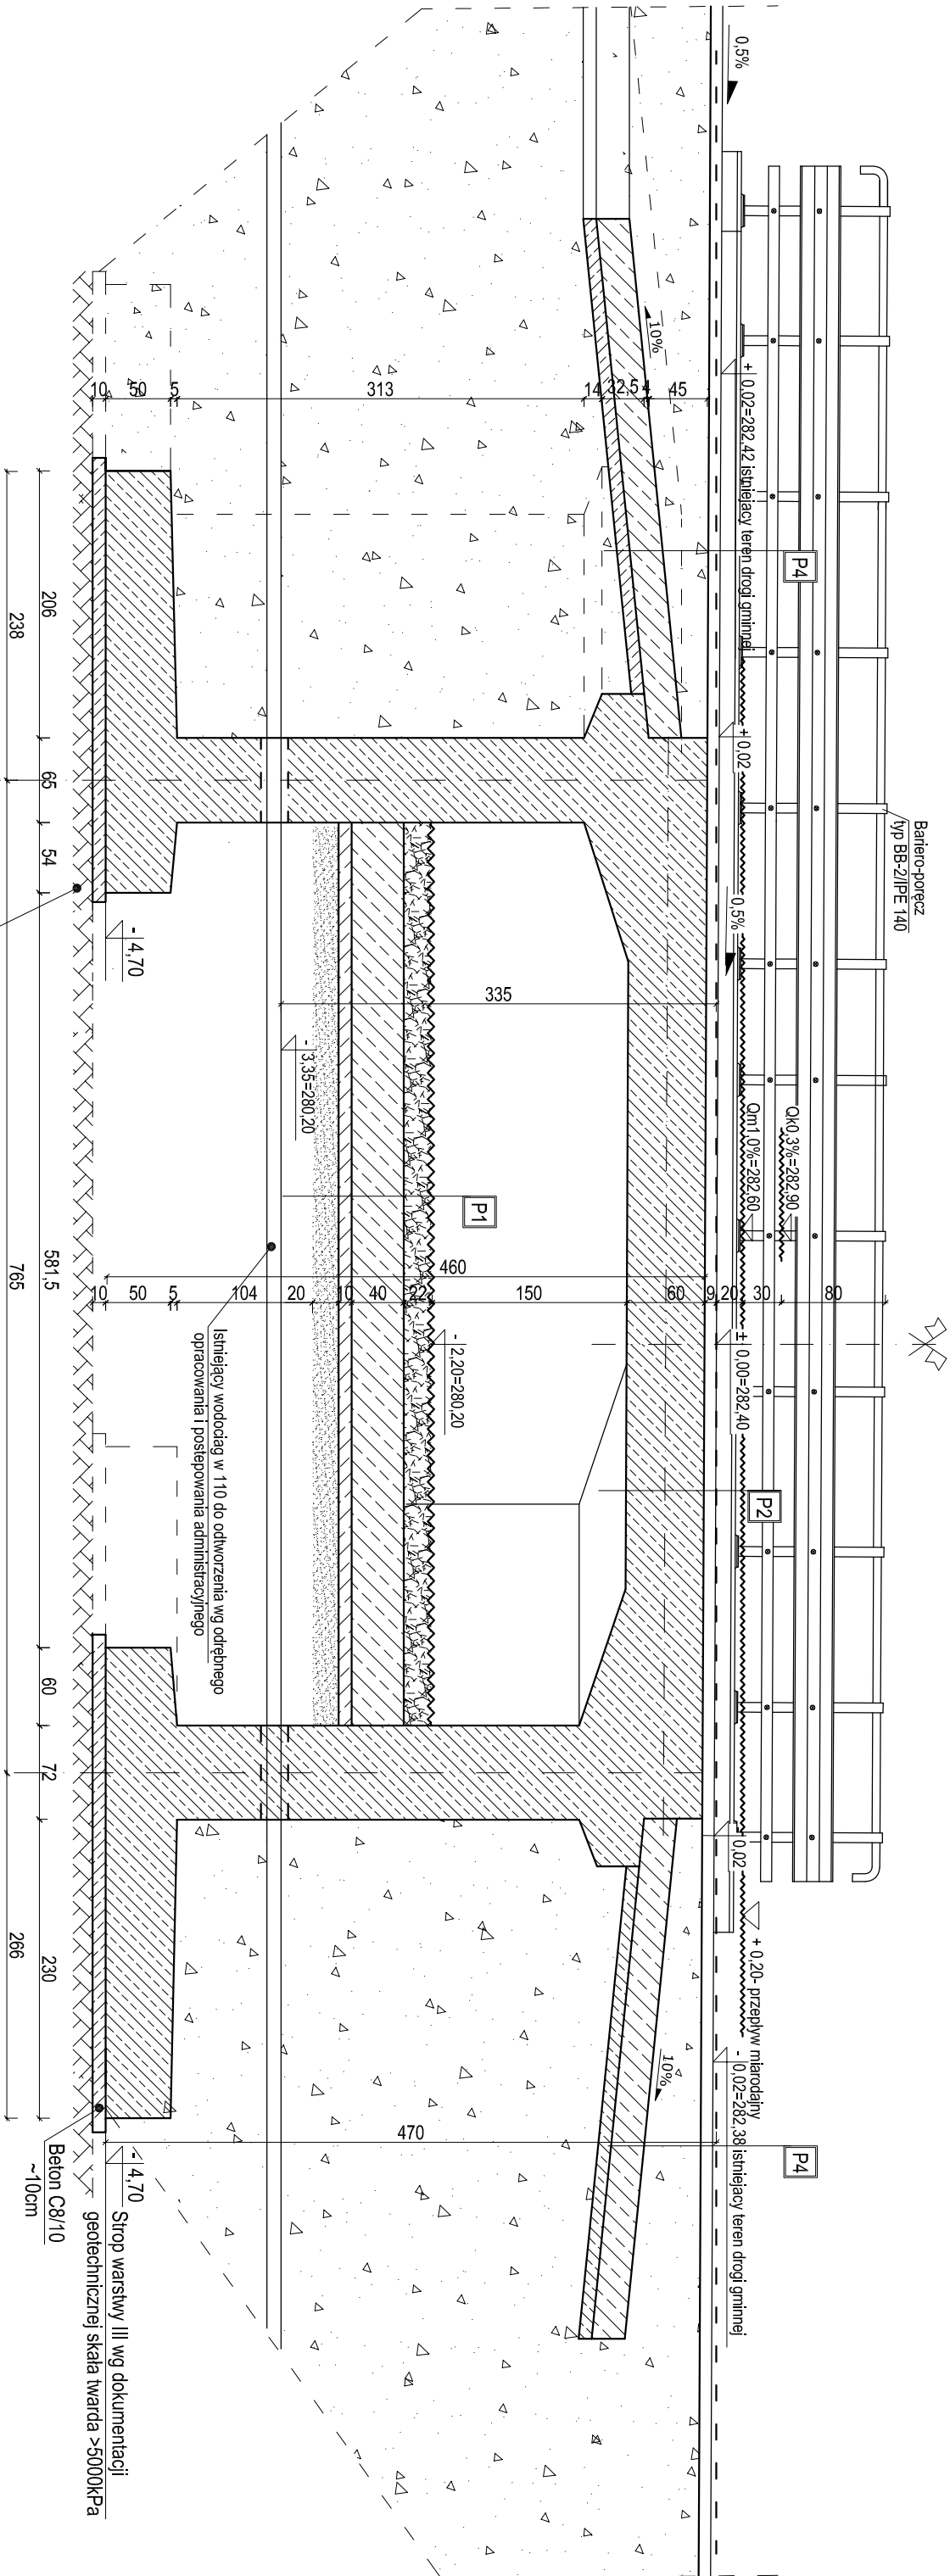 0,5%
Bariero-poręcz
typ BB-2/IPE 140
+ 0,02=282,42 istniejacy teren drogi gminnej
P4
+ 0,02
0,5%
Qk0,3%=282,90
Qm1,0%=282,60
± 0,00=282,40
P2
0,02
+ 0,20- przepływ miarodajny
- 0,02=282,38 istniejacy teren drogi gminnej
P4
10%
10%
45
4
32,5
14
313
5
50
10
335
- 3,35=280,20
P1
- 2,20=280,20
460
80
30
20
9
60
150
22
40
10
20
104
5
50
10
470
Istniejący wodociąg w 110 do odtworzenia wg odrębnego
opracowania i postepowania administracyjnego
- 4,70
- 4,70
Strop warstwy III wg dokumentacji
geotechnicznej skała twarda >5000kPa
Beton C8/10
~10cm
206
65
54
581,5
60
72
230
238
765
266